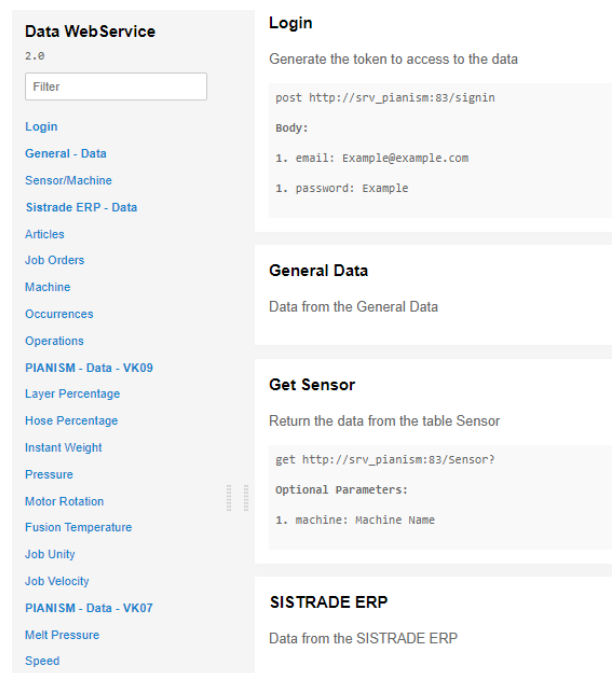 Data WebService
2.0
Filter
Login
General - Data
Sensor/Machine
Sistrade ERP - Data
Articles
Job Orders
Machine
Occurrences
Operations
PIANISM - Data - VK09
Layer Percentage
Hose Percentage
Instant Weight
Pressure
Motor Rotation
Fusion Temperature
Job Unity
Job Velocity
PIANISM - Data - VK07
Melt Pressure
Speed
Login
Generate the token to access to the data
post http://srv_pianism:83/signin
Body:
1. email: Example@example.com
1. password: Example
General Data
Data from the General Data
Get Sensor
Return the data from the table Sensor
get http://srv_pianism:83/Sensor?
Optional Parameters:
1. machine: Machine Name
SISTRADE ERP
Data from the SISTRADE ERP